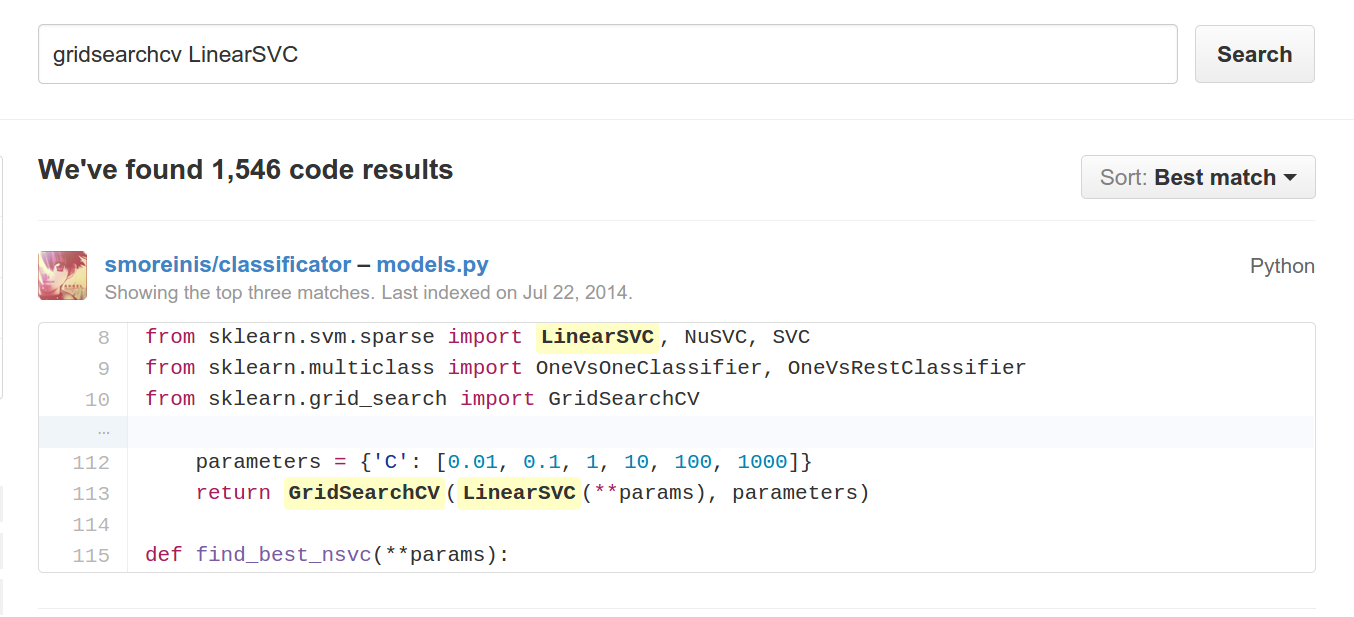 gridsearchcv LinearSVC
Search
We've found 1,546 code results
Sort: Best match
smoreinis/classificator – models.py
Python
Showing the top three matches. Last indexed on Jul 22, 2014.
8 from sklearn.svm.sparse import LinearSVC, NuSVC, SVC
9 from sklearn.multiclass import OneVsOneClassifier, OneVsRestClassifier
10 from sklearn.grid_search import GridSearchCV
...
112 parameters = {'C': [0.01, 0.1, 1, 10, 100, 1000]}
113 return GridSearchCV(LinearSVC(**params), parameters)
114
115 def find_best_nsvc(**params):